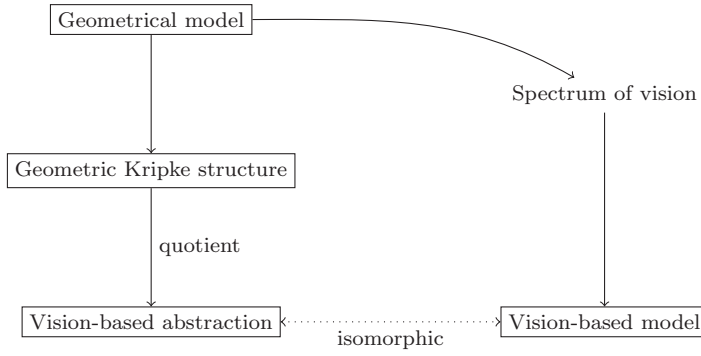 Geometrical model
Spectrum of vision
Geometric Kripke structure
quotient
Vision-based abstraction
isomorphic
Vision-based model